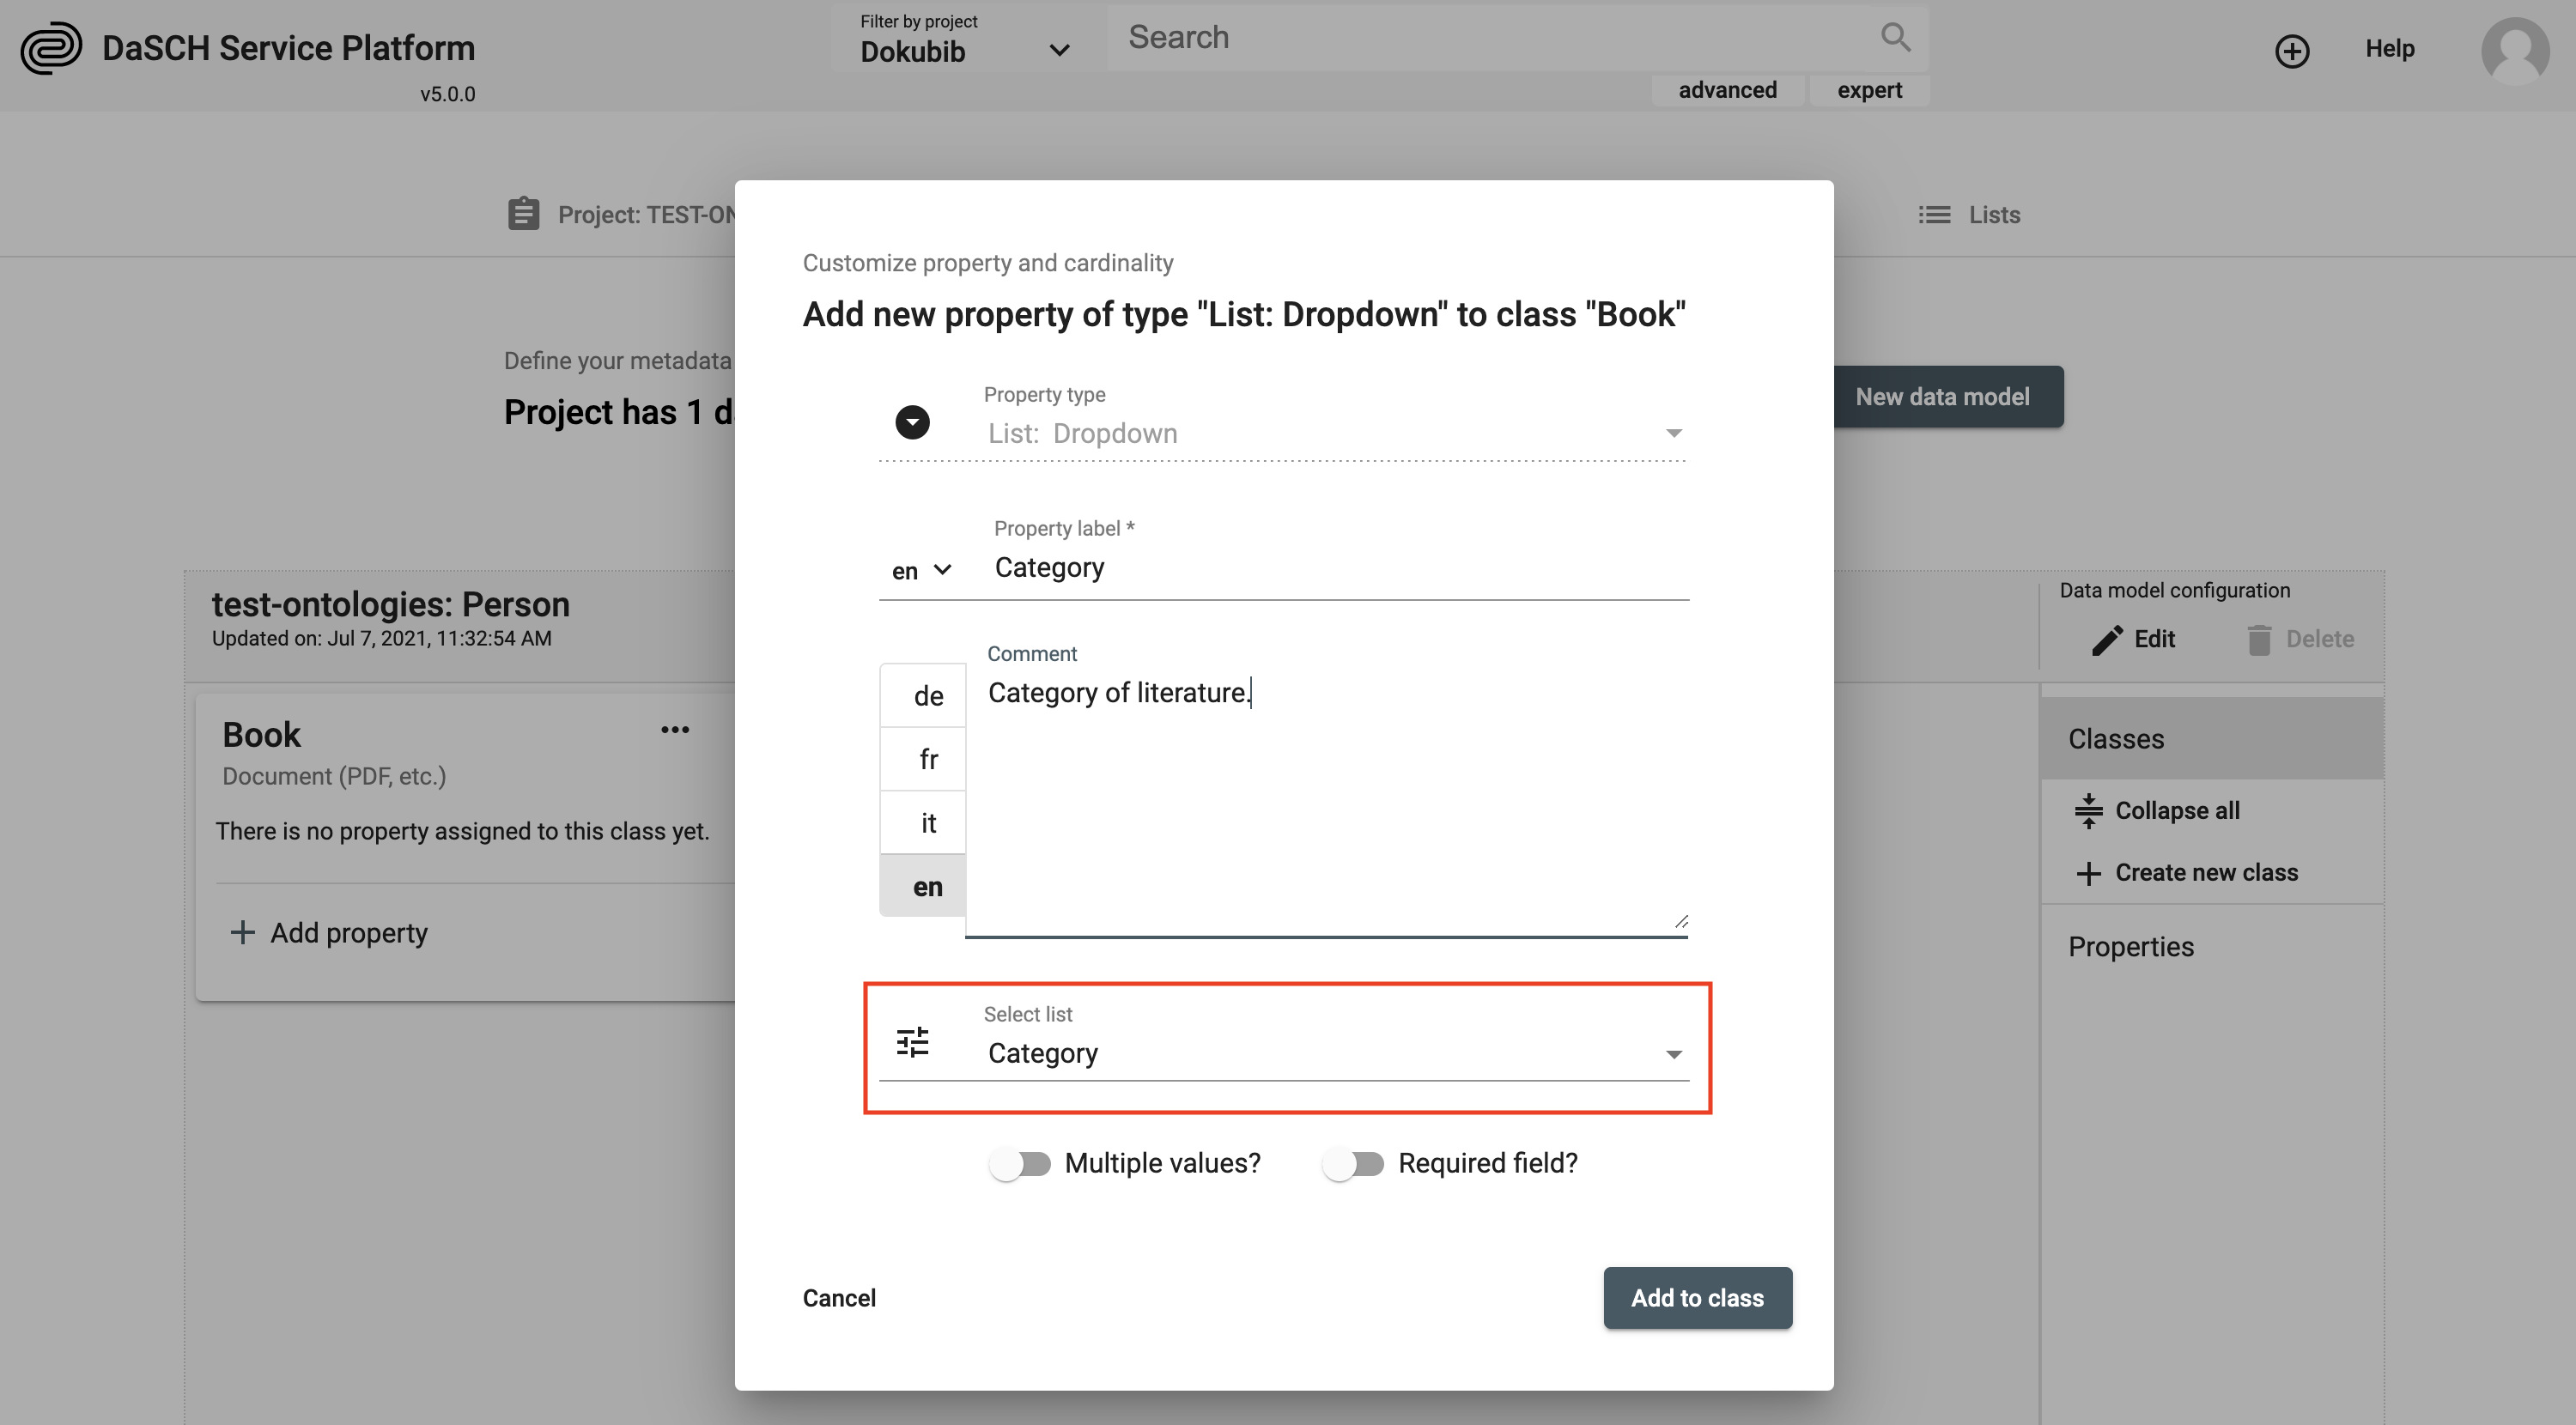 DaSCH Service Platform
v5.0.0
Filter by project
Dokubib
Search
advanced
expert
Help
Project: TEST-ON
Lists
Define your metadata
Project has 1 d
New data model
test-ontologies: Person
Updated on: Jul 7, 2021, 11:32:54 AM
Data model configuration
Edit
Delete
Book
Document (PDF, etc.)
There is no property assigned to this class yet.
Add property
Classes
Collapse all
Create new class
Properties
Customize property and cardinality
Add new property of type "List: Dropdown" to class "Book"
Property type
List: Dropdown
Property label *
en
Category
Comment
Category of literature.
de
fr
it
en
Select list
Category
Multiple values?
Required field?
Cancel
Add to class